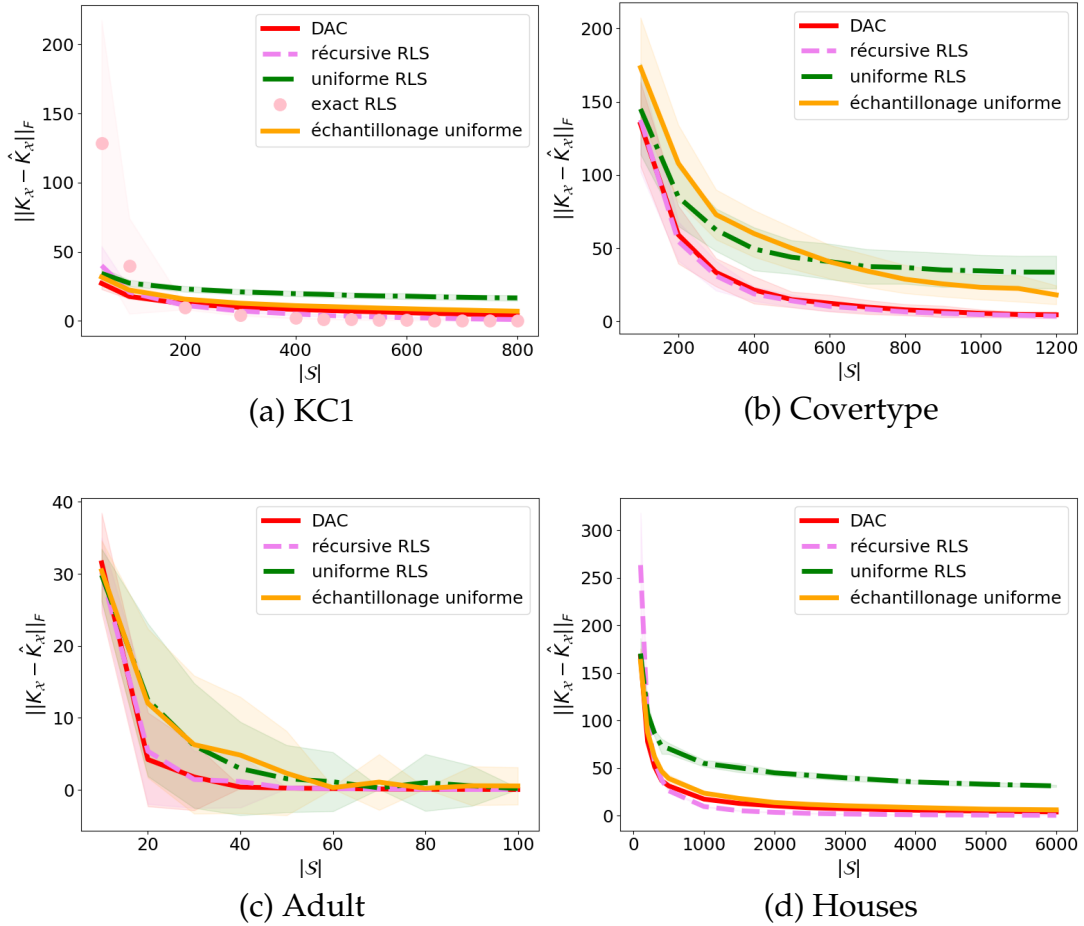 DAC
récursive RLS
uniforme RLS
exact RLS
échantillonage uniforme
||K_𝒳 − K̂_𝒳||_F
200
150
100
50
0
200 400 600 800
|𝒮|
(a) KC1
DAC
récursive RLS
uniforme RLS
échantillonage uniforme
||K_𝒳 − K̂_𝒳||_F
200
150
100
50
0
200 400 600 800 1000 1200
|𝒮|
(b) Covertype
DAC
récursive RLS
uniforme RLS
échantillonage uniforme
||K_𝒳 − K̂_𝒳||_F
40
30
20
10
0
20 40 60 80 100
|𝒮|
(c) Adult
DAC
récursive RLS
uniforme RLS
échantillonage uniforme
||K_𝒳 − K̂_𝒳||_F
300
250
200
150
100
50
0
0 1000 2000 3000 4000 5000 6000
|𝒮|
(d) Houses